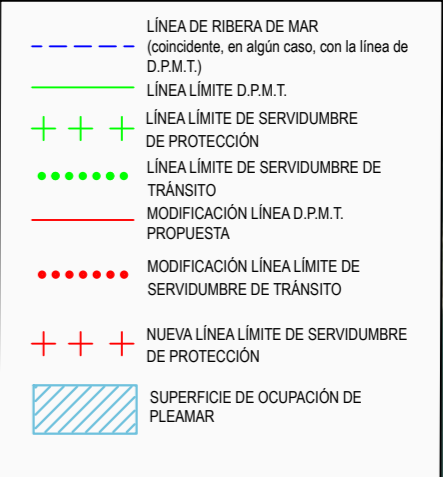 LÍNEA DE RIBERA DE MAR
(coincidente, en algún caso, con la línea de
D.P.M.T.)
LÍNEA LÍMITE D.P.M.T.
LÍNEA LÍMITE DE SERVIDUMBRE
DE PROTECCIÓN
LÍNEA LÍMITE DE SERVIDUMBRE DE
TRÁNSITO
MODIFICACIÓN LÍNEA D.P.M.T.
PROPUESTA
MODIFICACIÓN LÍNEA LÍMITE DE
SERVIDUMBRE DE TRÁNSITO
NUEVA LÍNEA LÍMITE DE SERVIDUMBRE
DE PROTECCIÓN
SUPERFICIE DE OCUPACIÓN DE
PLEAMAR